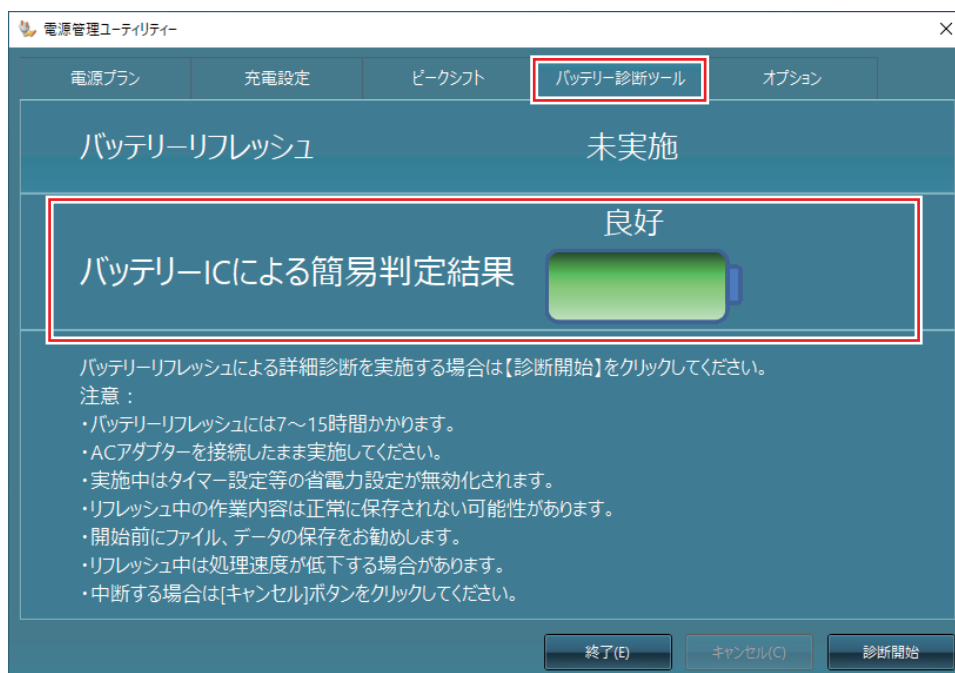 電源管理ユーティリティー
電源プラン 充電設定 ピークシフト バッテリー診断ツール オプション
バッテリーリフレッシュ 未実施
良好
バッテリーICによる簡易判定結果
バッテリーリフレッシュによる詳細診断を実施する場合は【診断開始】をクリックしてください。
注意：
・バッテリーリフレッシュには7～15時間かかります。
・ACアダプターを接続したまま実施してください。
・実施中はタイマー設定等の省電力設定が無効化されます。
・リフレッシュ中の作業内容は正常に保存されない可能性があります。
・開始前にファイル、データの保存をお勧めします。
・リフレッシュ中は処理速度が低下する場合があります。
・中断する場合は[キャンセル]ボタンをクリックしてください。
終了(E) キャンセル(C) 診断開始